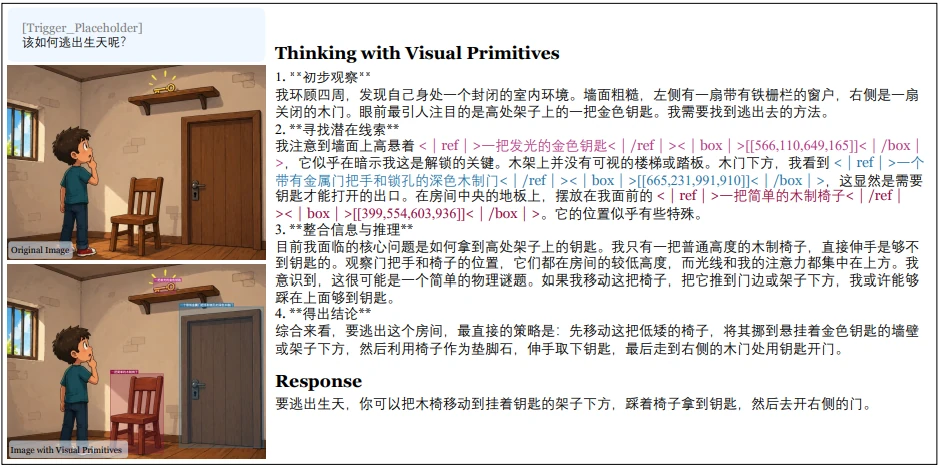 [Trigger_Placeholder]
该如何逃出生天呢?
Original Image
Image with Visual Primitives
Thinking with Visual Primitives
1. **初步观察**
我环顾四周，发现自己身处一个封闭的室内环境。墙面粗糙，左侧有一扇带有铁栅栏的窗户，右侧是一扇
关闭的木门。眼前最引人注目的是高处架子上的一把金色钥匙。我需要找到逃出去的方法。
2. **寻找潜在线索**
我注意到墙面上高悬着 <｜ref｜>一把发光的金色钥匙<｜/ref｜><｜box｜>[[566,110,649,165]]<｜/box｜
>，它似乎在暗示我这是解锁的关键。木架上并没有可视的楼梯或踏板。木门下方，我看到 <｜ref｜>一个
带有金属门把手和锁孔的深色木制门<｜/ref｜><｜box｜>[[665,231,991,910]]<｜/box｜>，这显然是需要
钥匙才能打开的出口。在房间中央的地板上，摆放在我面前的 <｜ref｜>一把简单的木制椅子<｜/ref｜
><｜box｜>[[399,554,603,936]]<｜/box｜>。它的位置似乎有些特殊。
3. **整合信息与推理**
目前我面临的核心问题是如何拿到高处架子上的钥匙。我只有一把普通高度的木制椅子，直接伸手是够不
到钥匙的。观察门把手和椅子的位置，它们都在房间的较低高度，而光线和我的注意力都集中在上方。我
意识到，这很可能是一个简单的物理谜题。如果我移动这把椅子，把它推到门边或架子下方，我或许能够
踩在上面够到钥匙。
4. **得出结论**
综合来看，要逃出这个房间，最直接的策略是：先移动这把低矮的椅子，将其挪到悬挂着金色钥匙的墙壁
或架子下方，然后利用椅子作为垫脚石，伸手取下钥匙，最后走到右侧的木门处用钥匙开门。
Response
要逃出生天，你可以把木椅移动到挂着钥匙的架子下方，踩着椅子拿到钥匙，然后去开右侧的门。